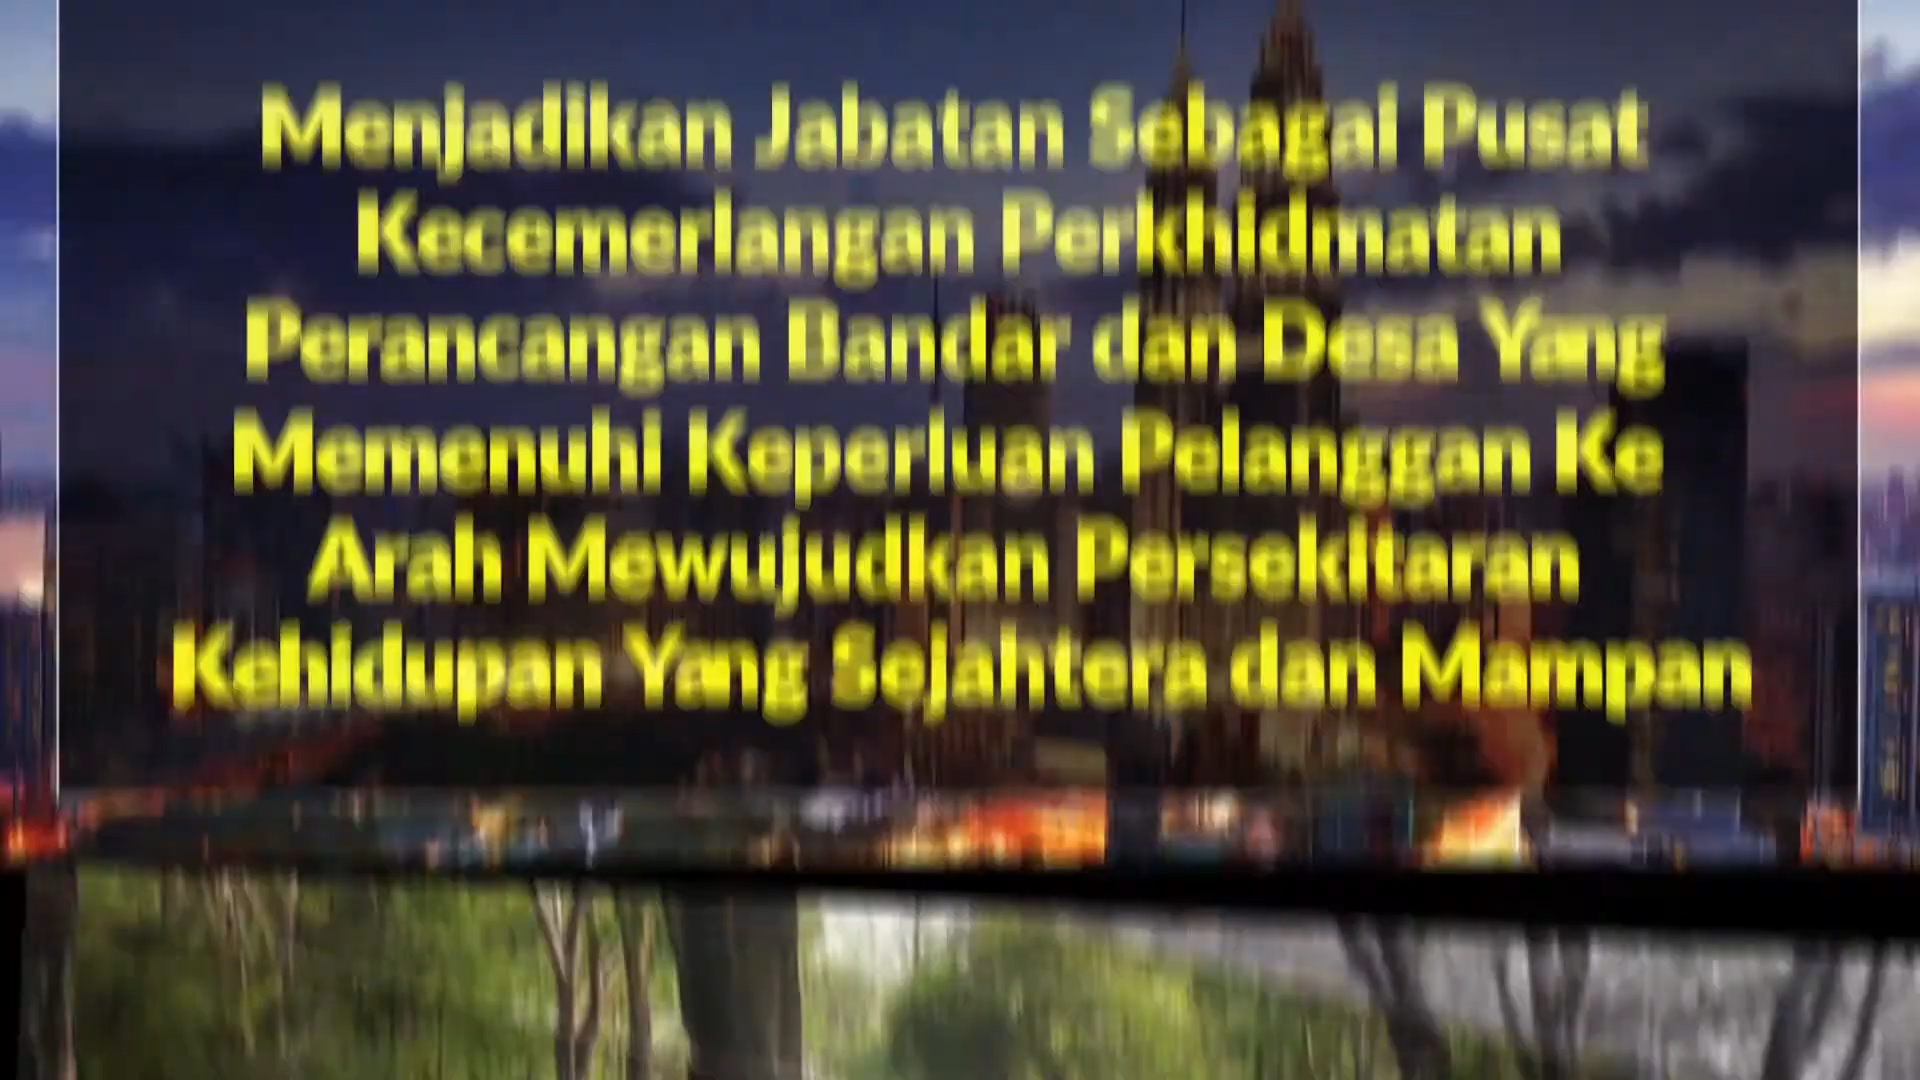 Menjadikan Jabatan Sebagai Pusat
Kecemerlangan Perkhidmatan
Perancangan Bandar dan Desa Yang
Memenuhi Keperluan Pelanggan Ke
Arah Mewujudkan Persekitaran
Kehidupan Yang Sejahtera dan Mampan